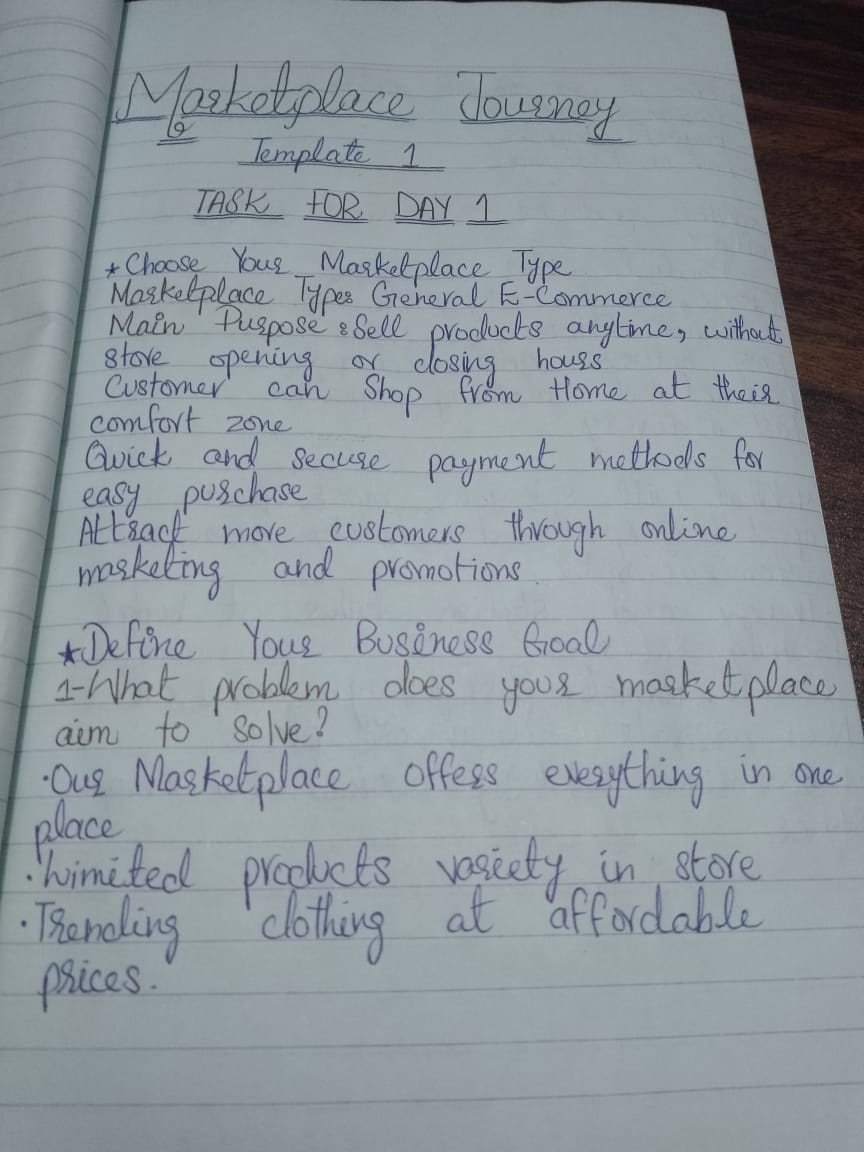 Marketplace Journey
Template 1
TASK FOR DAY 1
* Choose Your Marketplace Type
Marketplace Type: General E-Commerce
Main Purpose: Sell products anytime, without
store opening or closing hours
Customer can Shop from Home at their
comfort zone
Quick and secure payment methods for
easy purchase
Attract more customers through online
marketing and promotions
* Define Your Business Goal
1-What problem does your marketplace
aim to solve?
· Our Marketplace offers everything in one
place
· Limited products variety in store
· Trending clothing at affordable
prices.